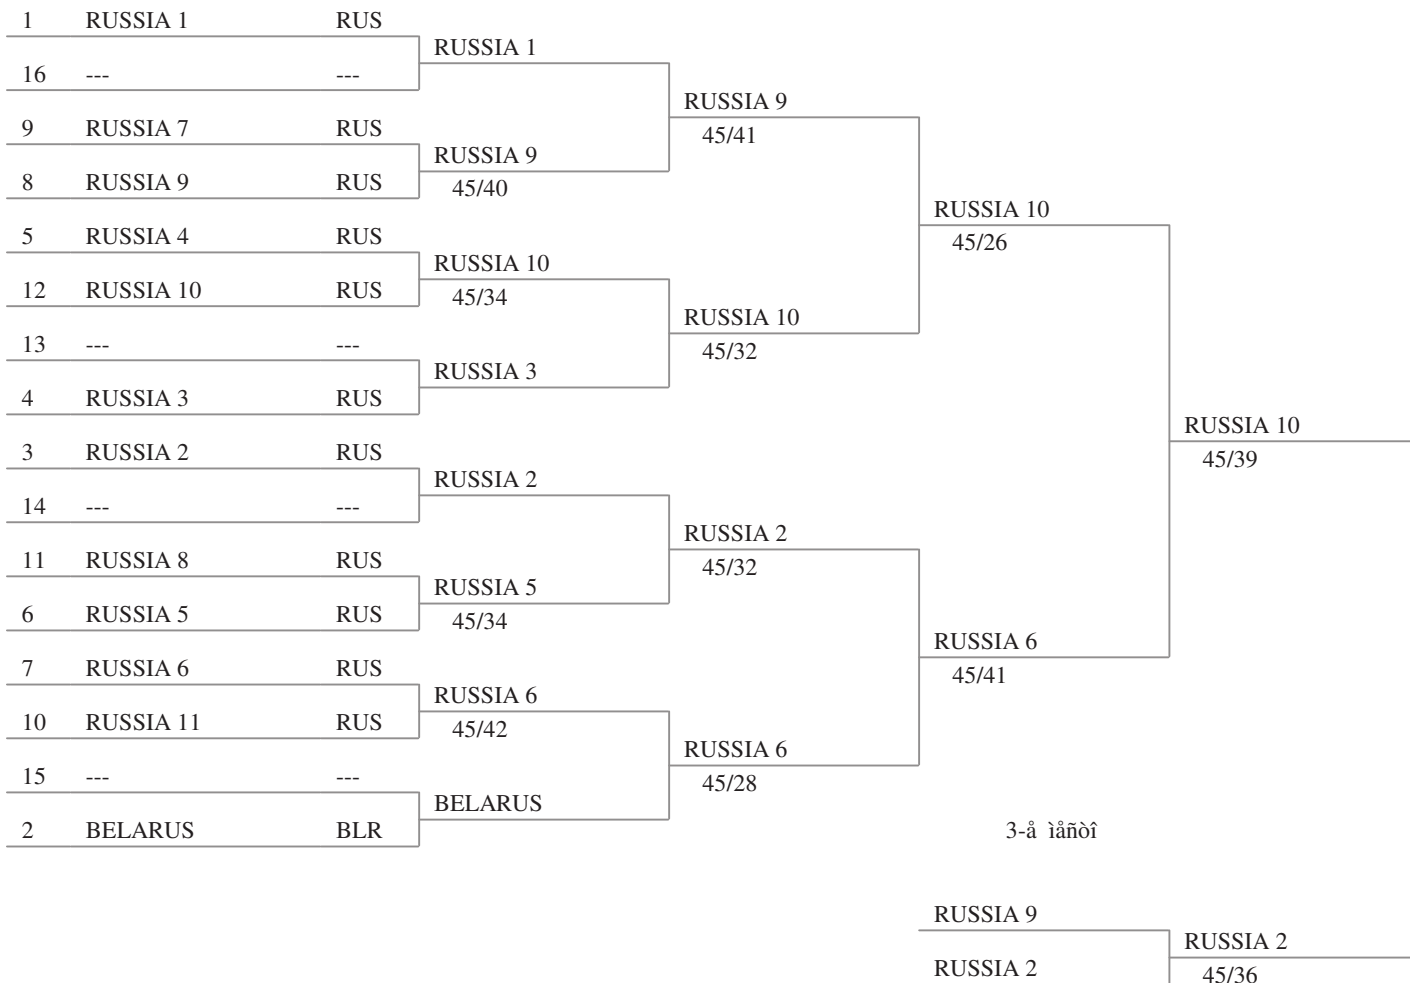 1 RUSSIA 1 RUS
16 --- ---
9 RUSSIA 7 RUS
8 RUSSIA 9 RUS
5 RUSSIA 4 RUS
12 RUSSIA 10 RUS
13 --- ---
4 RUSSIA 3 RUS
3 RUSSIA 2 RUS
14 --- ---
11 RUSSIA 8 RUS
6 RUSSIA 5 RUS
7 RUSSIA 6 RUS
10 RUSSIA 11 RUS
15 --- ---
2 BELARUS BLR
RUSSIA 1
RUSSIA 9
45/40
RUSSIA 10
45/34
RUSSIA 3
RUSSIA 2
RUSSIA 5
45/34
RUSSIA 6
45/42
BELARUS
RUSSIA 9
45/41
RUSSIA 10
45/32
RUSSIA 2
45/32
RUSSIA 6
45/28
RUSSIA 10
45/26
RUSSIA 6
45/41
RUSSIA 10
45/39
3-å ìåñòî
RUSSIA 9
RUSSIA 2
RUSSIA 2
45/36